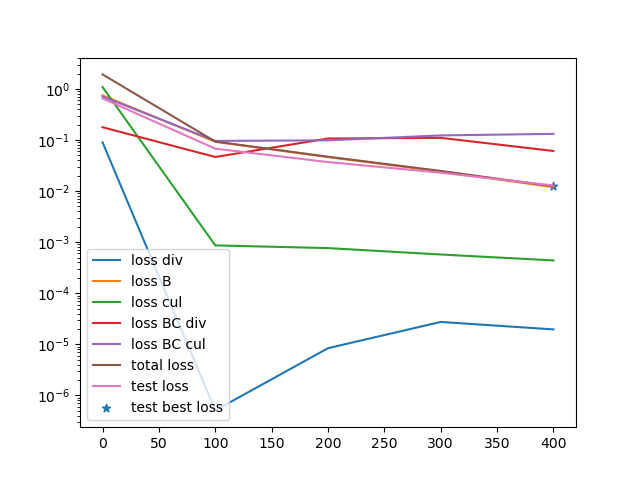 10⁰
10⁻¹
10⁻²
10⁻³
10⁻⁴
10⁻⁵
10⁻⁶
loss div
loss B
loss cul
loss BC div
loss BC cul
total loss
test loss
test best loss
0 50 100 150 200 250 300 350 400